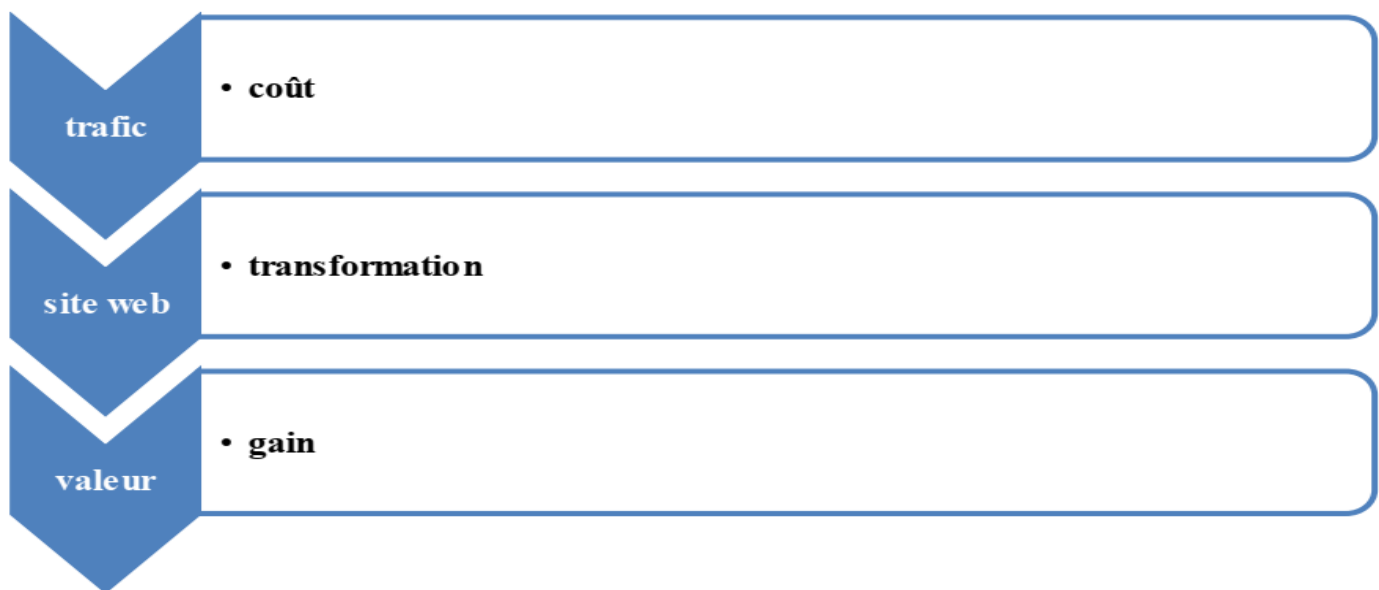 • coût
trafic
• transformation
site web
• gain
valeur